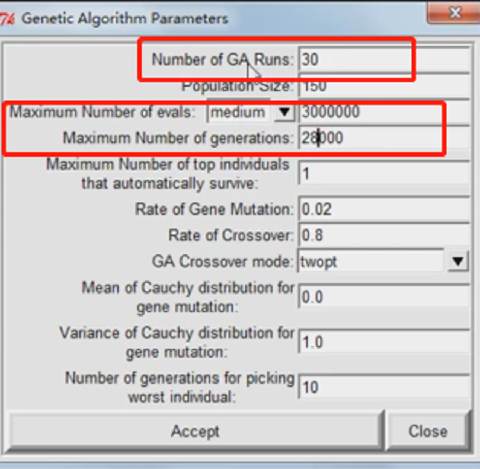 Genetic Algorithm Parameters
Number of GA Runs: 30
Population Size: 150
Maximum Number of evals: medium 3000000
Maximum Number of generations: 28000
Maximum Number of top individuals
that automatically survive: 1
Rate of Gene Mutation: 0.02
Rate of Crossover: 0.8
GA Crossover mode: twopt
Mean of Cauchy distribution for
gene mutation: 0.0
Variance of Cauchy distribution for
gene mutation: 1.0
Number of generations for picking
worst individual: 10
Accept Close